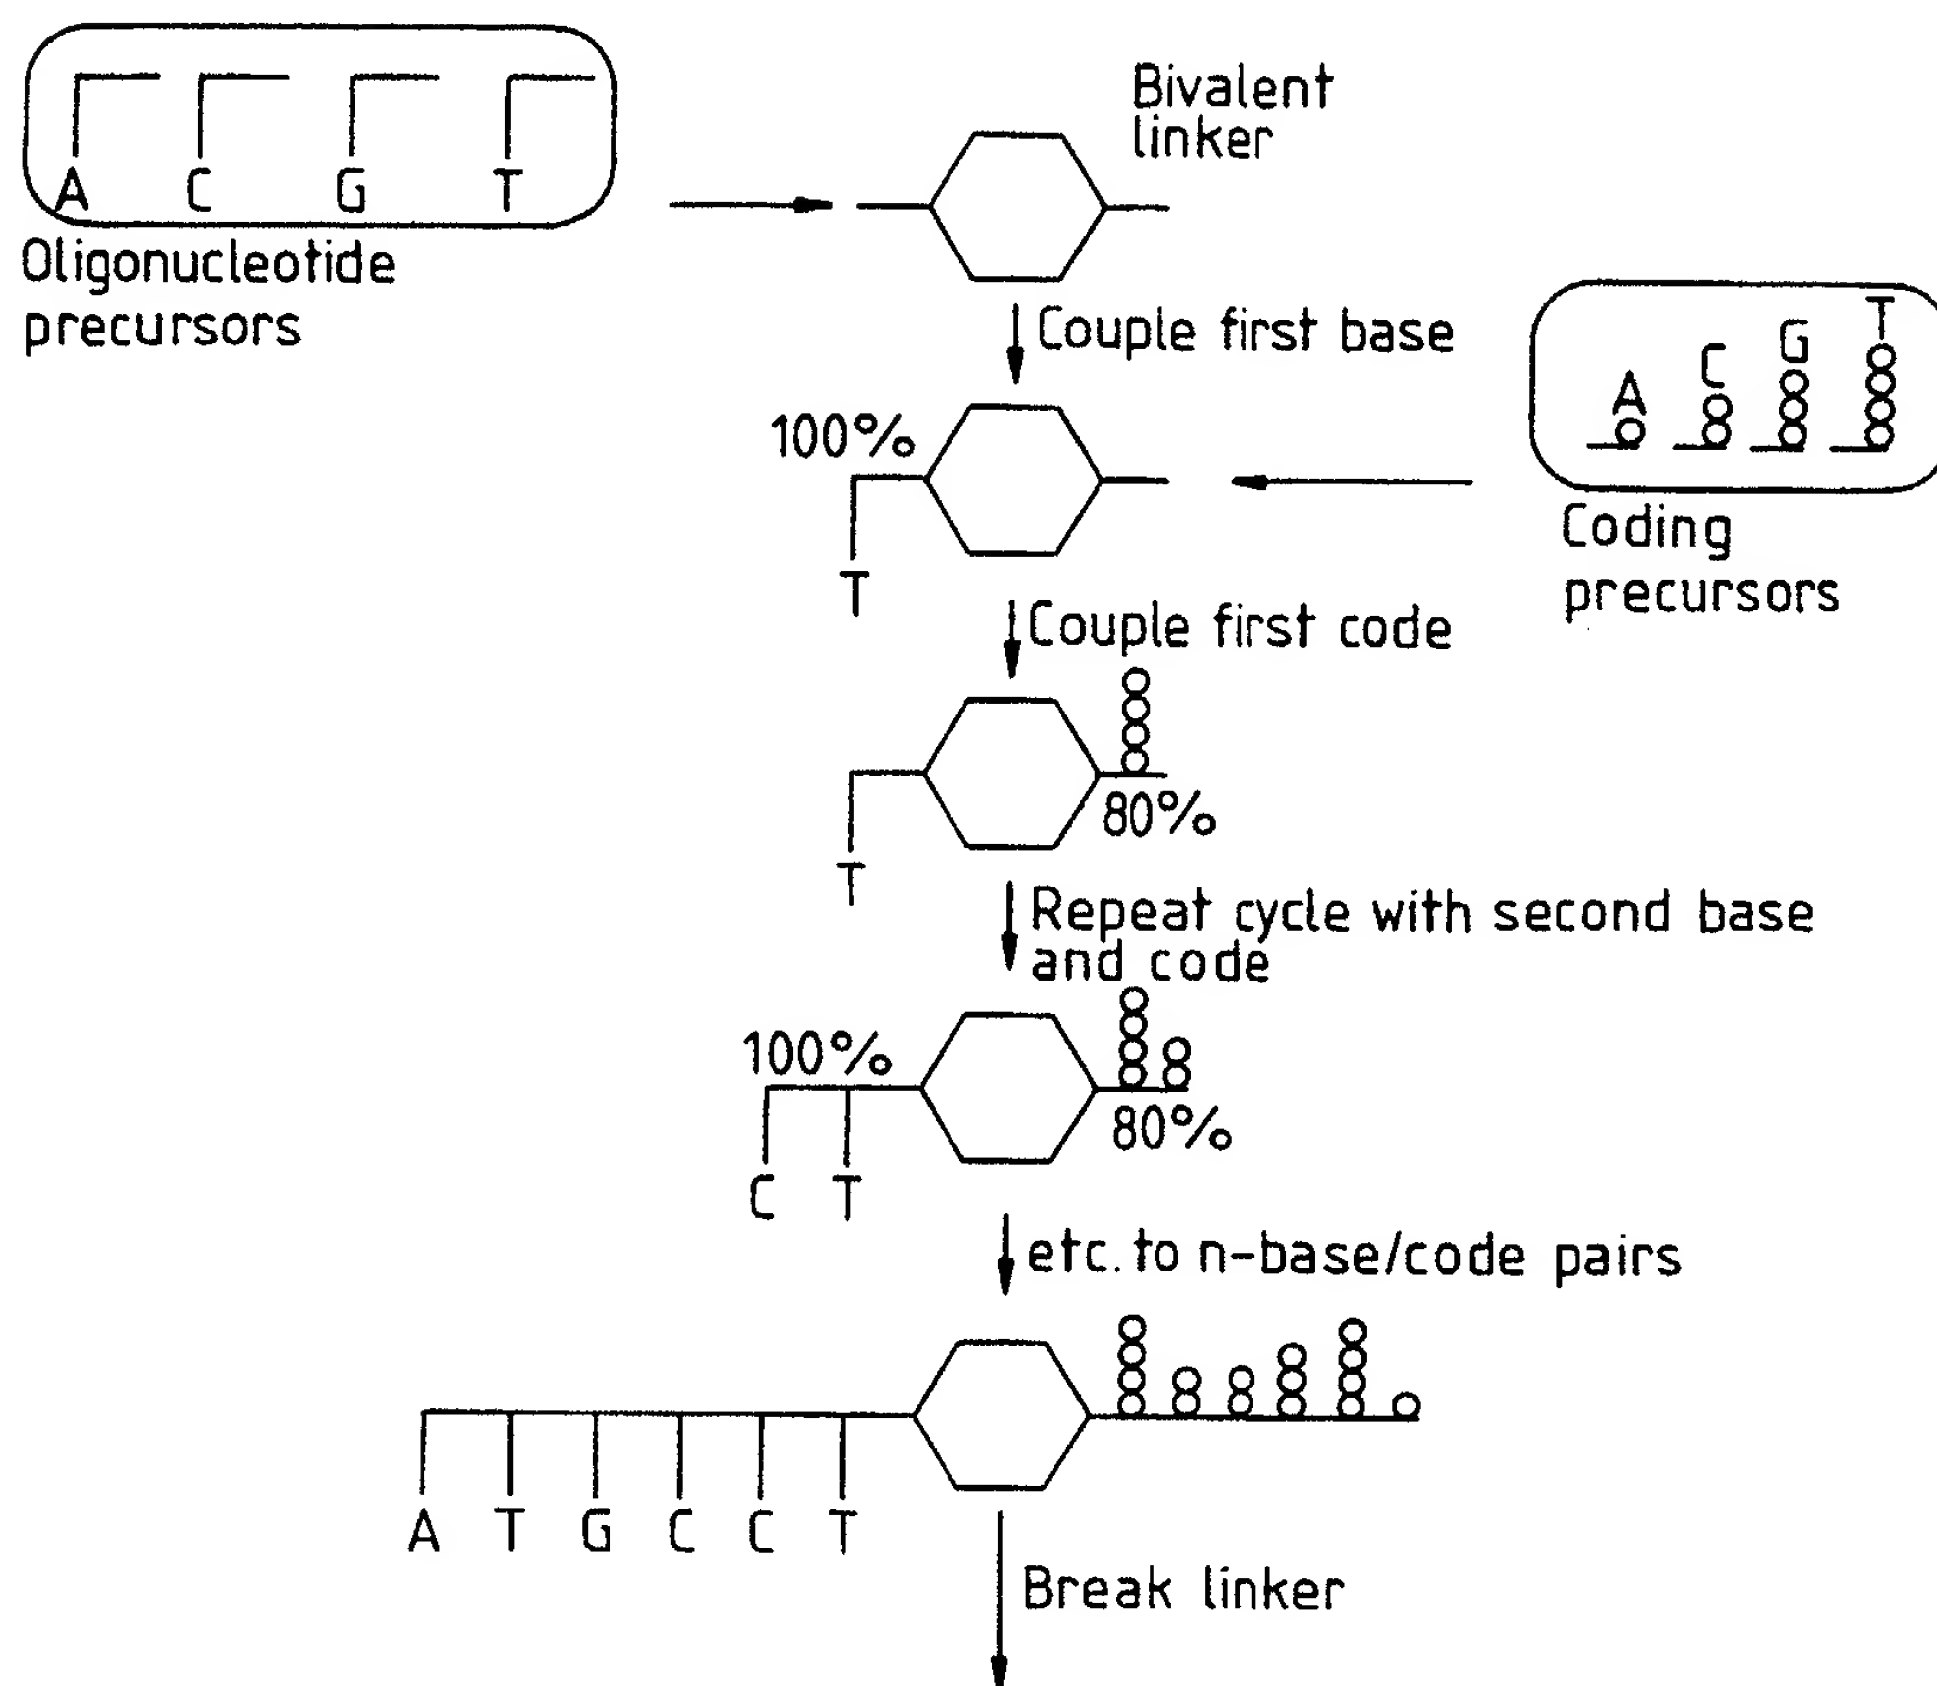 A C G T
Oligonucleotide
precursors
Bivalent
linker
Couple first base
A C G T
Coding
precursors
100%
T
Couple first code
80%
T
Repeat cycle with second base
and code
100%
80%
C T
etc. to n-base/code pairs
A T G C C T
Break linker